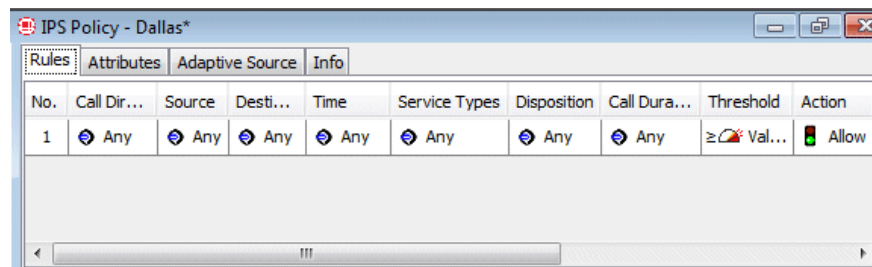 IPS Policy - Dallas*
Rules Attributes Adaptive Source Info
No. Call Dir... Source Desti... Time Service Types Disposition Call Dura... Threshold Action
1 Any Any Any Any Any Any Any ≥ Val... Allow